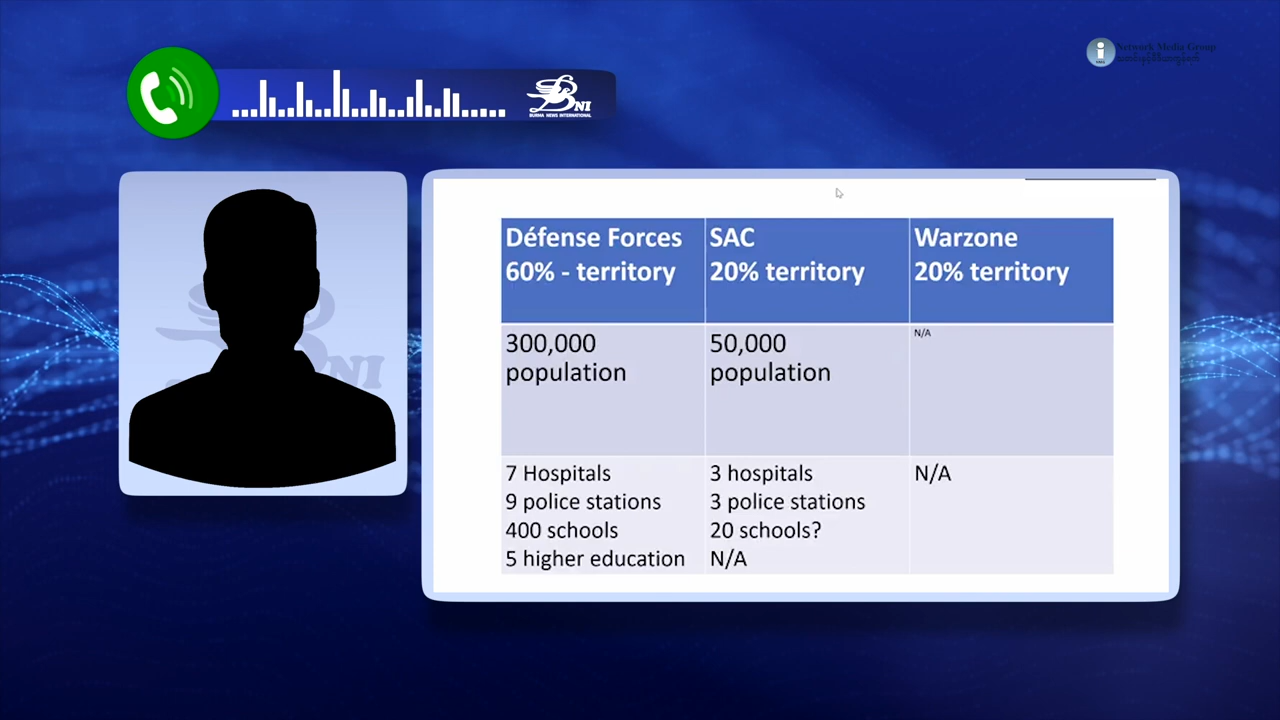 Network Media Group
BNI
BURMA NEWS INTERNATIONAL
Défense Forces
60% - territory
SAC
20% territory
Warzone
20% territory
300,000
population
50,000
population
N/A
7 Hospitals
9 police stations
400 schools
5 higher education
3 hospitals
3 police stations
20 schools?
N/A
N/A